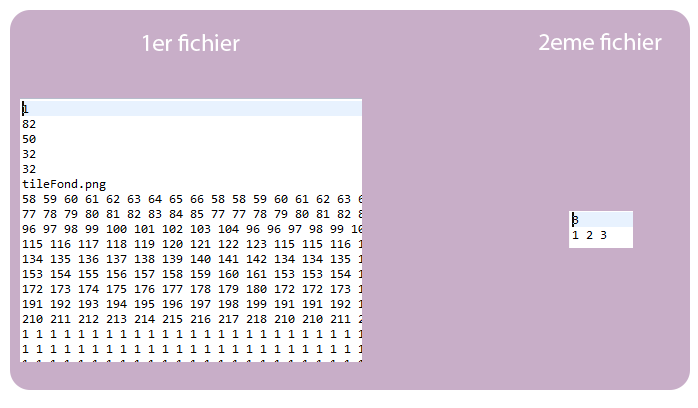 1er fichier
2eme fichier
1
82
50
32
32
tileFond.png
58 59 60 61 62 63 64 65 66 58 58 59 60 61 62 63
77 78 79 80 81 82 83 84 85 77 77 78 79 80 81 82
96 97 98 99 100 101 102 103 104 96 96 97 98 99
115 116 117 118 119 120 121 122 123 115 115 116
134 135 136 137 138 139 140 141 142 134 134 135
153 154 155 156 157 158 159 160 161 153 153 154
172 173 174 175 176 177 178 179 180 172 172 173
191 192 193 194 195 196 197 198 199 191 191 192
210 211 212 213 214 215 216 217 218 210 210 211
1 1 1 1 1 1 1 1 1 1 1 1 1 1 1 1 1 1 1 1 1 1 1 1
1 1 1 1 1 1 1 1 1 1 1 1 1 1 1 1 1 1 1 1 1 1 1 1
3
1 2 3